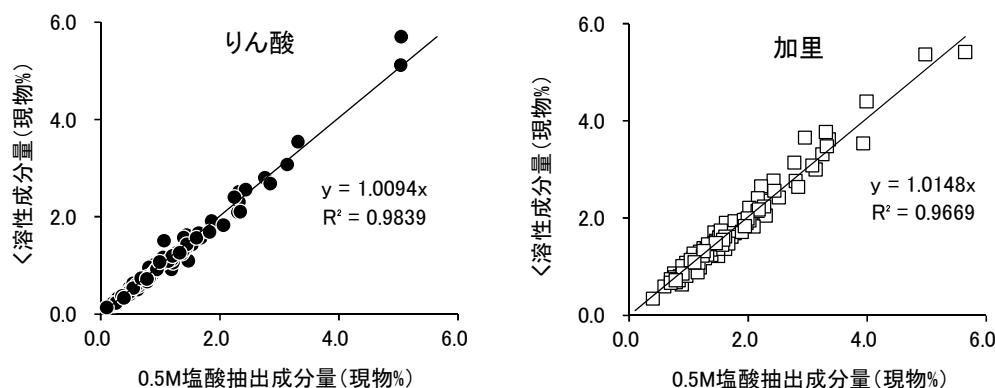 りん酸
く溶性成分量(現物%)
6.0
4.0
2.0
0.0
y = 1.0094x
R² = 0.9839
0.0 2.0 4.0 6.0
0.5M塩酸抽出成分量(現物%)
加里
く溶性成分量(現物%)
6.0
4.0
2.0
0.0
y = 1.0148x
R² = 0.9669
0.0 2.0 4.0 6.0
0.5M塩酸抽出成分量(現物%)